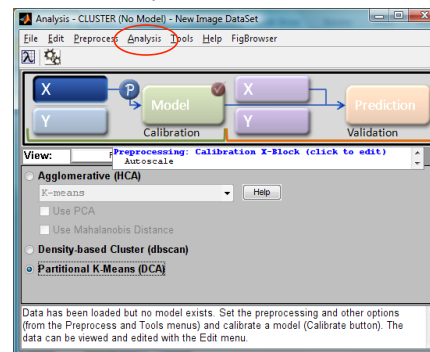 Analysis - CLUSTER (No Model) - New Image DataSet
File Edit Preprocess Analysis Tools Help FigBrowser
X
P
Model
X
Prediction
Y
Y
Calibration
Validation
View:
Preprocessing: Calibration X-Block (click to edit)
Autoscale
Agglomerative (HCA)
K-means
Help
Use PCA
Use Mahalanobis Distance
Density-based Cluster (dbscan)
Partitional K-Means (DCA)
Data has been loaded but no model exists. Set the preprocessing and other options
(from the Preprocess and Tools menus) and calibrate a model (Calibrate button). The
data can be viewed and edited with the Edit menu.